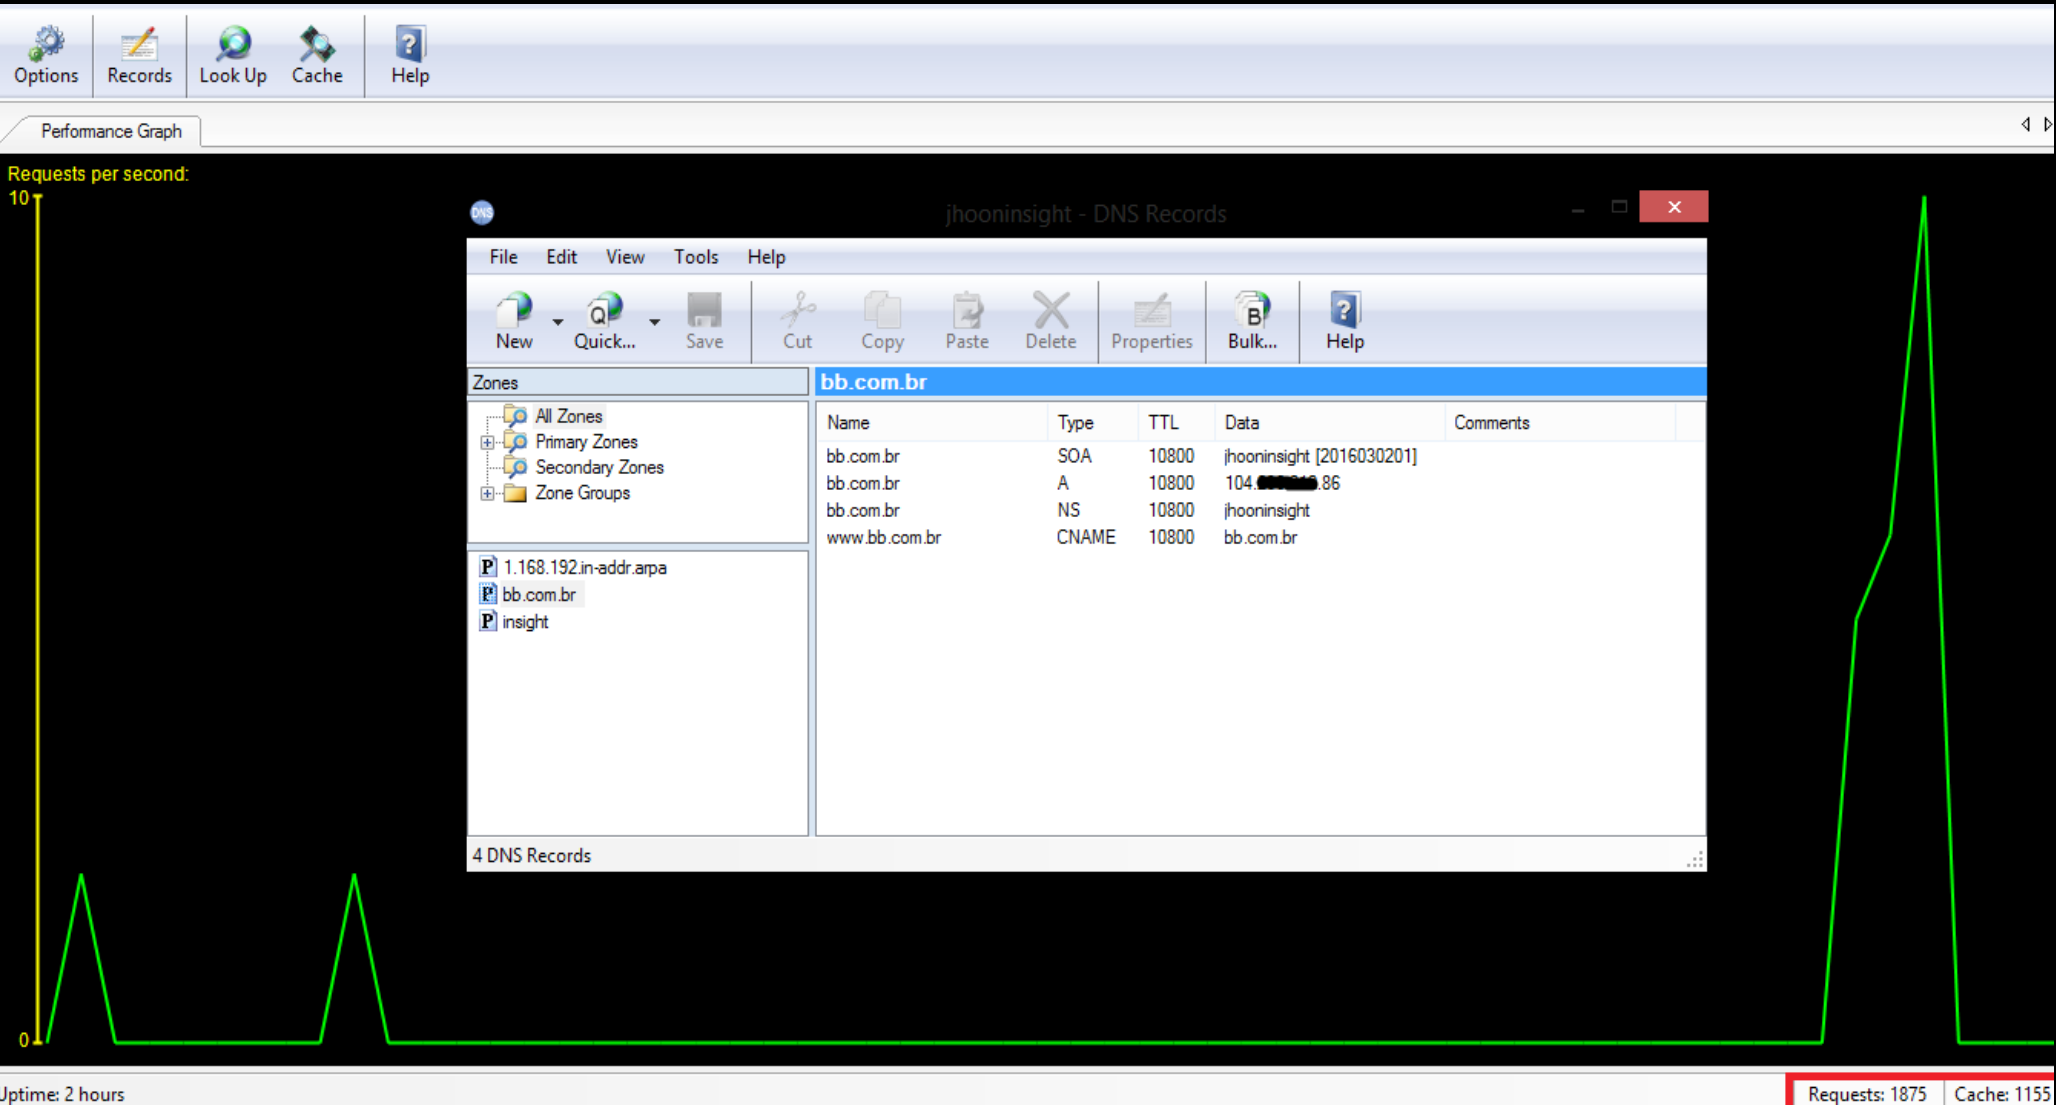 Options Records Look Up Cache Help
Performance Graph
Requests per second:
10
0
DNS
jhooninsight - DNS Records
File Edit View Tools Help
New Quick... Save Cut Copy Paste Delete Properties Bulk... Help
Zones
All Zones
Primary Zones
Secondary Zones
Zone Groups
1.168.192.in-addr.arpa
bb.com.br
insight
bb.com.br
Name Type TTL Data Comments
bb.com.br SOA 10800 jhooninsight [2016030201]
bb.com.br A 10800 104. .86
bb.com.br NS 10800 jhooninsight
www.bb.com.br CNAME 10800 bb.com.br
4 DNS Records
Uptime: 2 hours
Requests: 1875 Cache: 1155